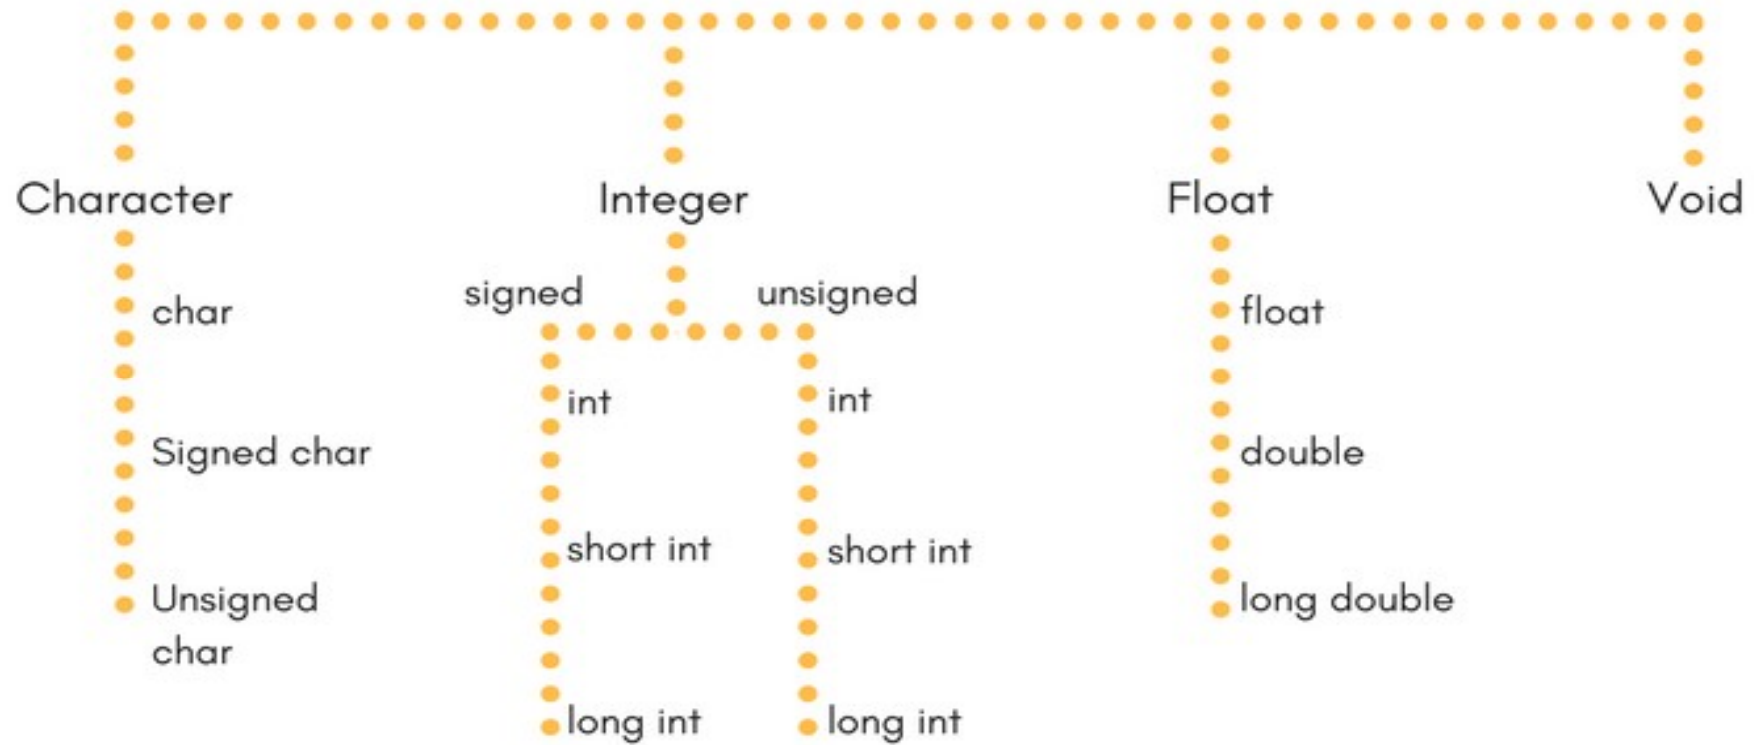 Character
Integer
Float
Void
char
Signed char
Unsigned
char
signed
unsigned
int
short int
long int
int
short int
long int
float
double
long double